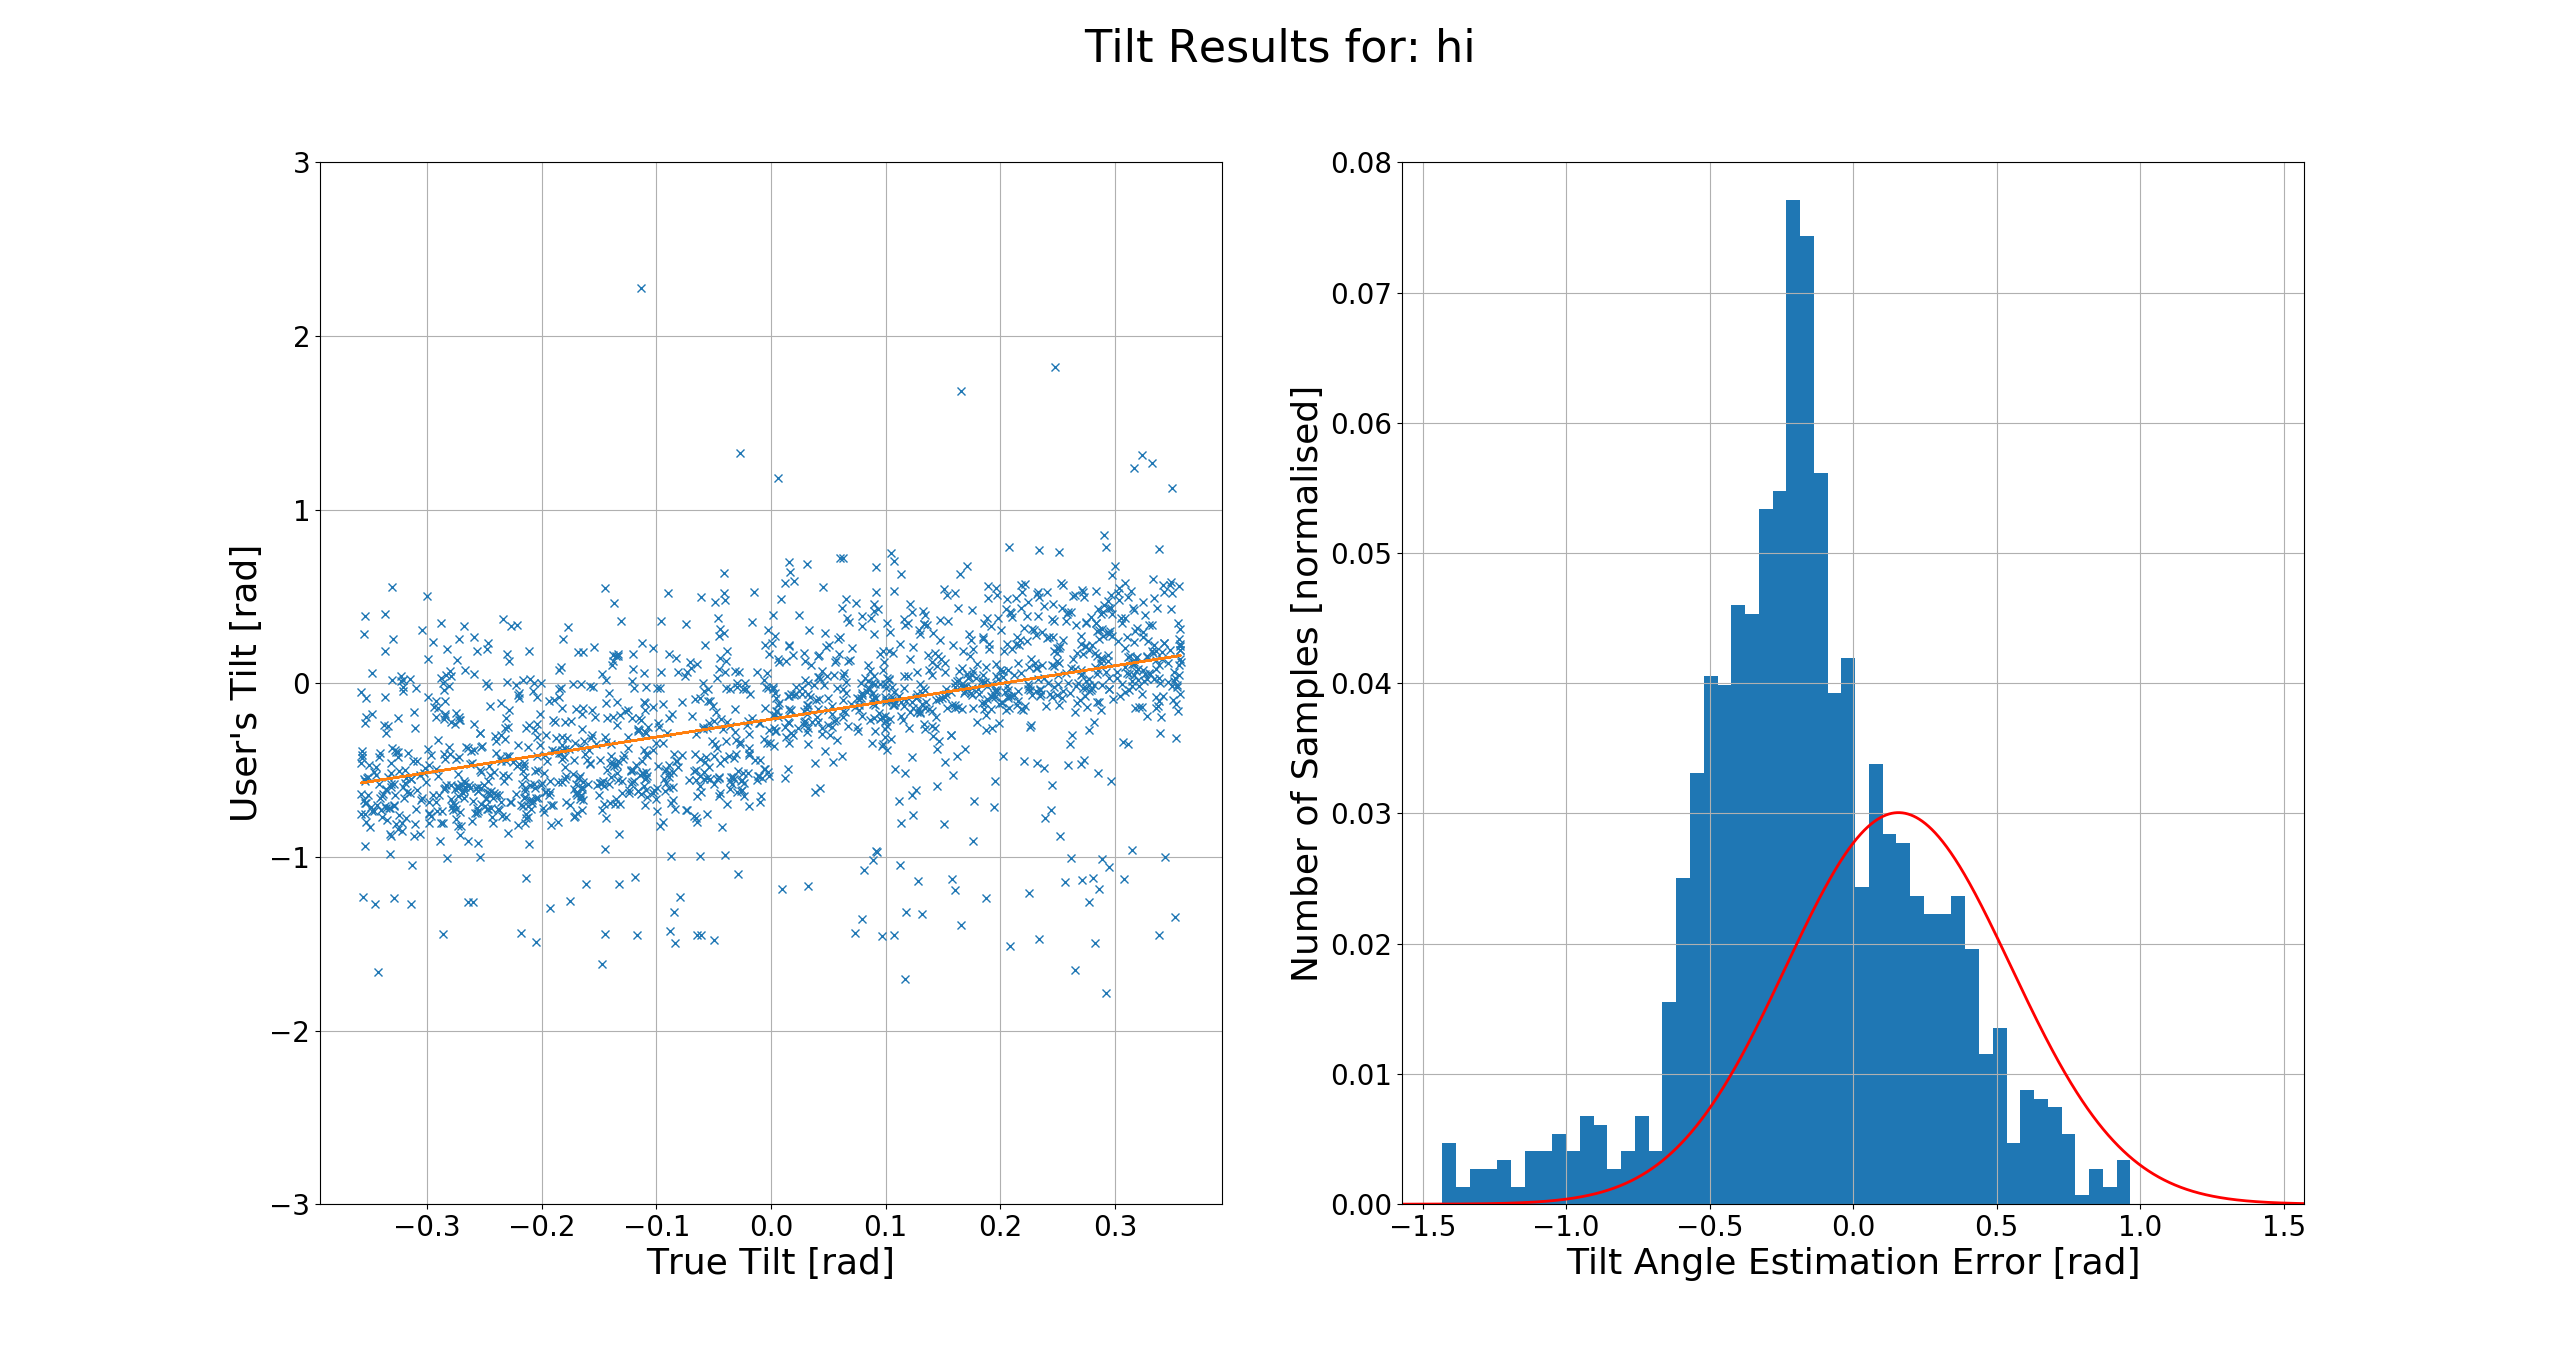 Tilt Results for: hi
3
2
1
0
−1
−2
−3
User's Tilt [rad]
−0.3 −0.2 −0.1 0.0 0.1 0.2 0.3
True Tilt [rad]
0.08
0.07
0.06
0.05
0.04
0.03
0.02
0.01
0.00
Number of Samples [normalised]
−1.5 −1.0 −0.5 0.0 0.5 1.0 1.5
Tilt Angle Estimation Error [rad]